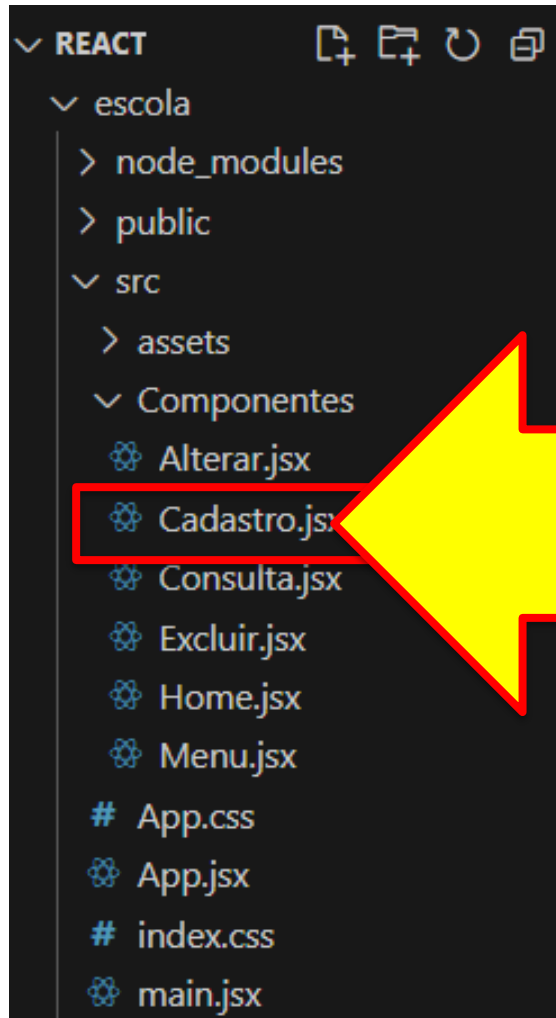 REACT
escola
node_modules
public
src
assets
Componentes
Alterar.jsx
Cadastro.jsx
Consulta.jsx
Excluir.jsx
Home.jsx
Menu.jsx
# App.css
App.jsx
# index.css
main.jsx